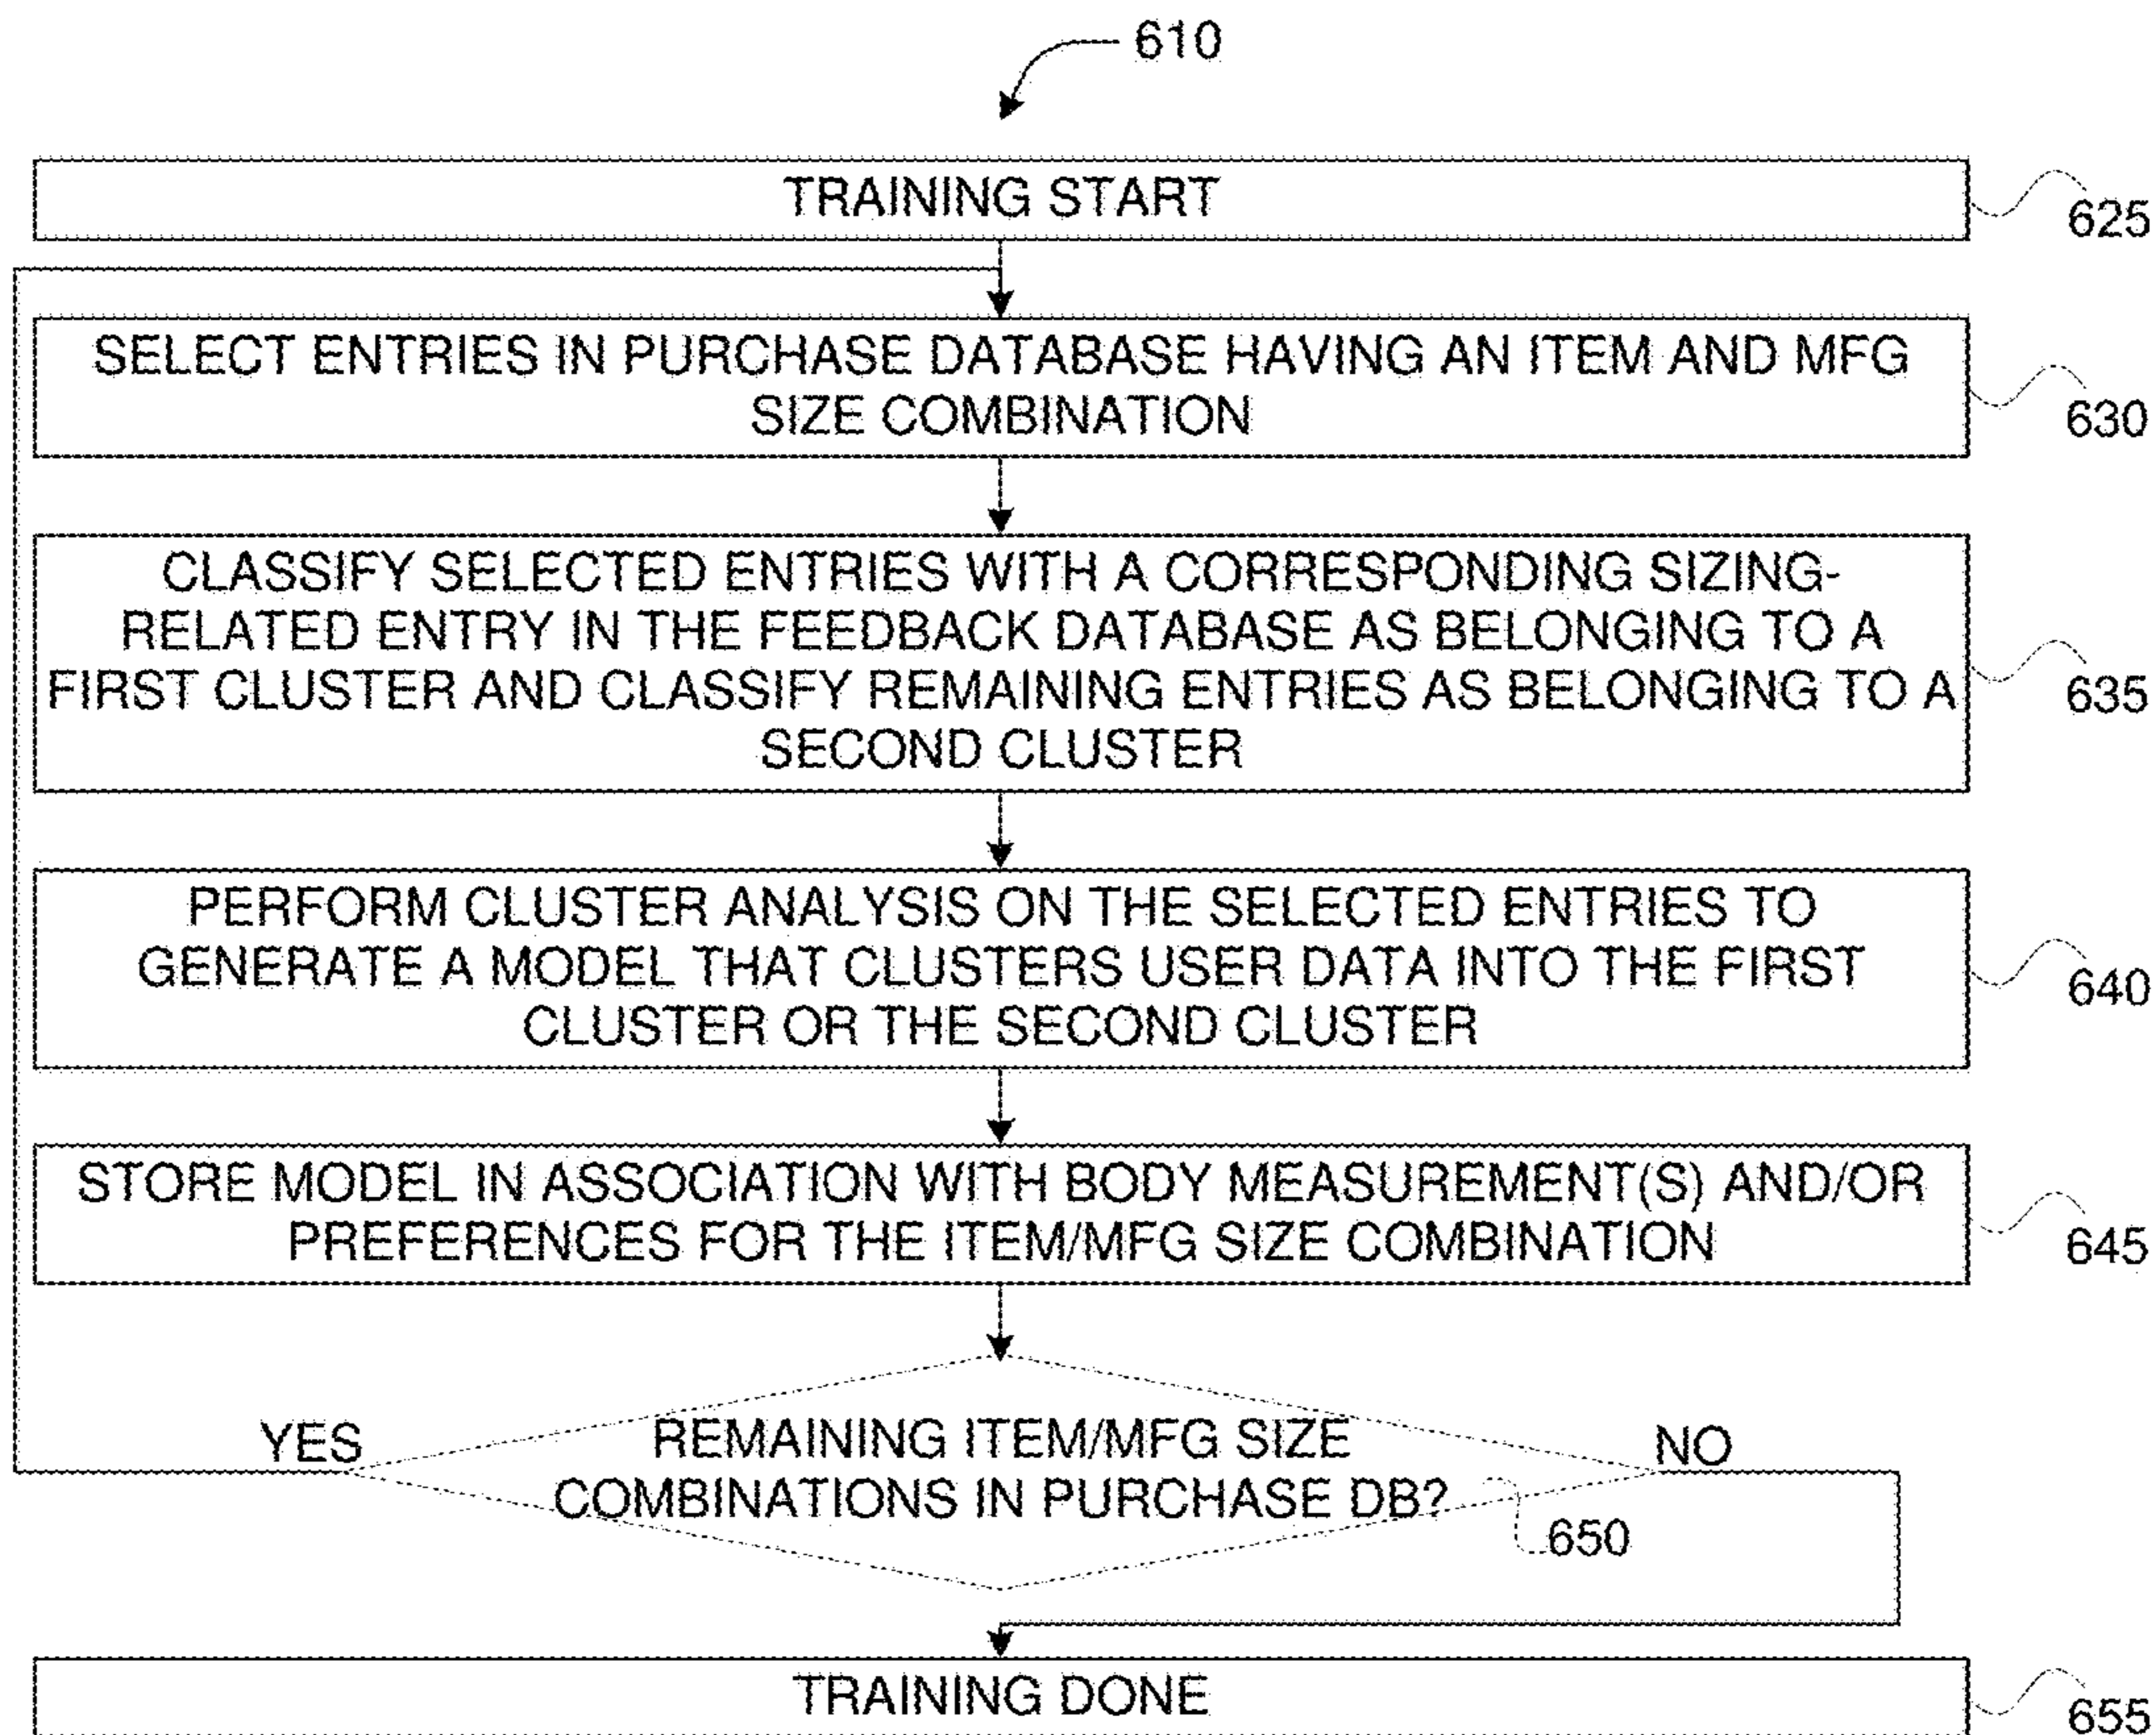 610
TRAINING START
625
SELECT ENTRIES IN PURCHASE DATABASE HAVING AN ITEM AND MFG
SIZE COMBINATION
630
CLASSIFY SELECTED ENTRIES WITH A CORRESPONDING SIZING-
RELATED ENTRY IN THE FEEDBACK DATABASE AS BELONGING TO A
FIRST CLUSTER AND CLASSIFY REMAINING ENTRIES AS BELONGING TO A
SECOND CLUSTER
635
PERFORM CLUSTER ANALYSIS ON THE SELECTED ENTRIES TO
GENERATE A MODEL THAT CLUSTERS USER DATA INTO THE FIRST
CLUSTER OR THE SECOND CLUSTER
640
STORE MODEL IN ASSOCIATION WITH BODY MEASUREMENT(S) AND/OR
PREFERENCES FOR THE ITEM/MFG SIZE COMBINATION
645
YES
REMAINING ITEM/MFG SIZE
COMBINATIONS IN PURCHASE DB?
NO
650
TRAINING DONE
655